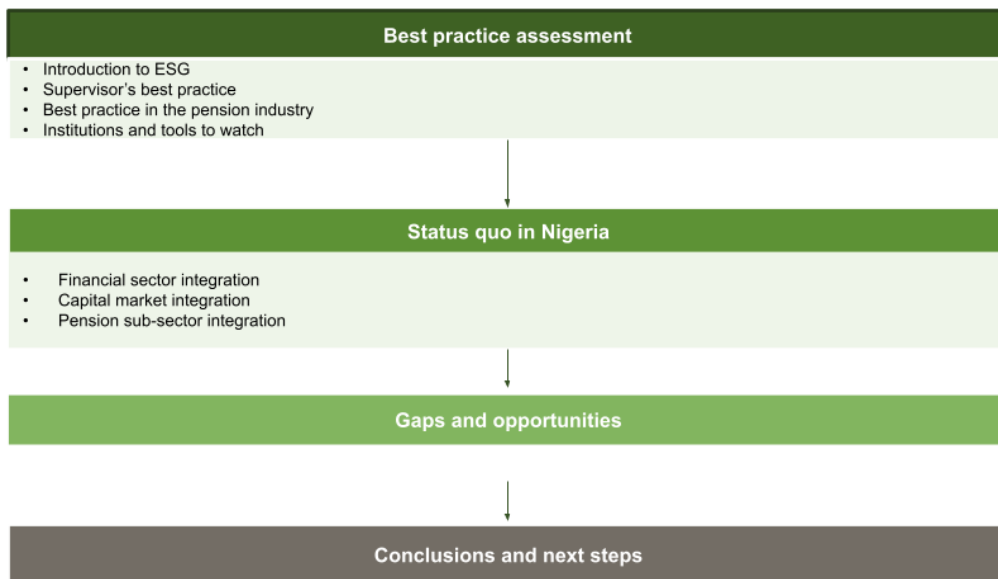 Best practice assessment
• Introduction to ESG
• Supervisor’s best practice
• Best practice in the pension industry
• Institutions and tools to watch
Status quo in Nigeria
• Financial sector integration
• Capital market integration
• Pension sub-sector integration
Gaps and opportunities
Conclusions and next steps